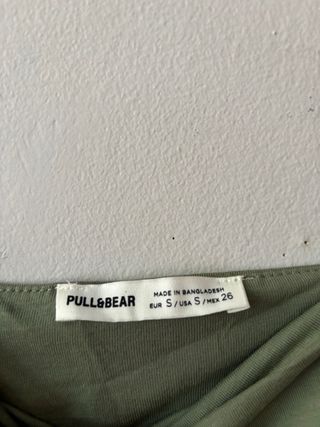 PULL&BEAR
MADE IN BANGLADESH
EUR S / USA S / MEX 26